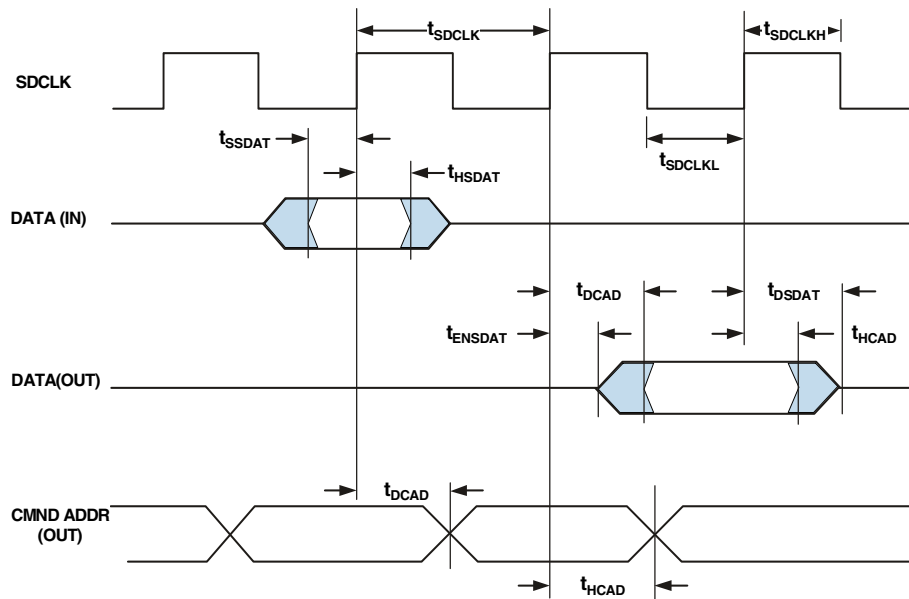 tSDCLK
tSDCLKH
SDCLK
tSSDAT
tSDCLKL
tHSDAT
DATA (IN)
tDCAD
tDSDAT
tENSDAT
tHCAD
DATA(OUT)
tDCAD
CMND ADDR
(OUT)
tHCAD